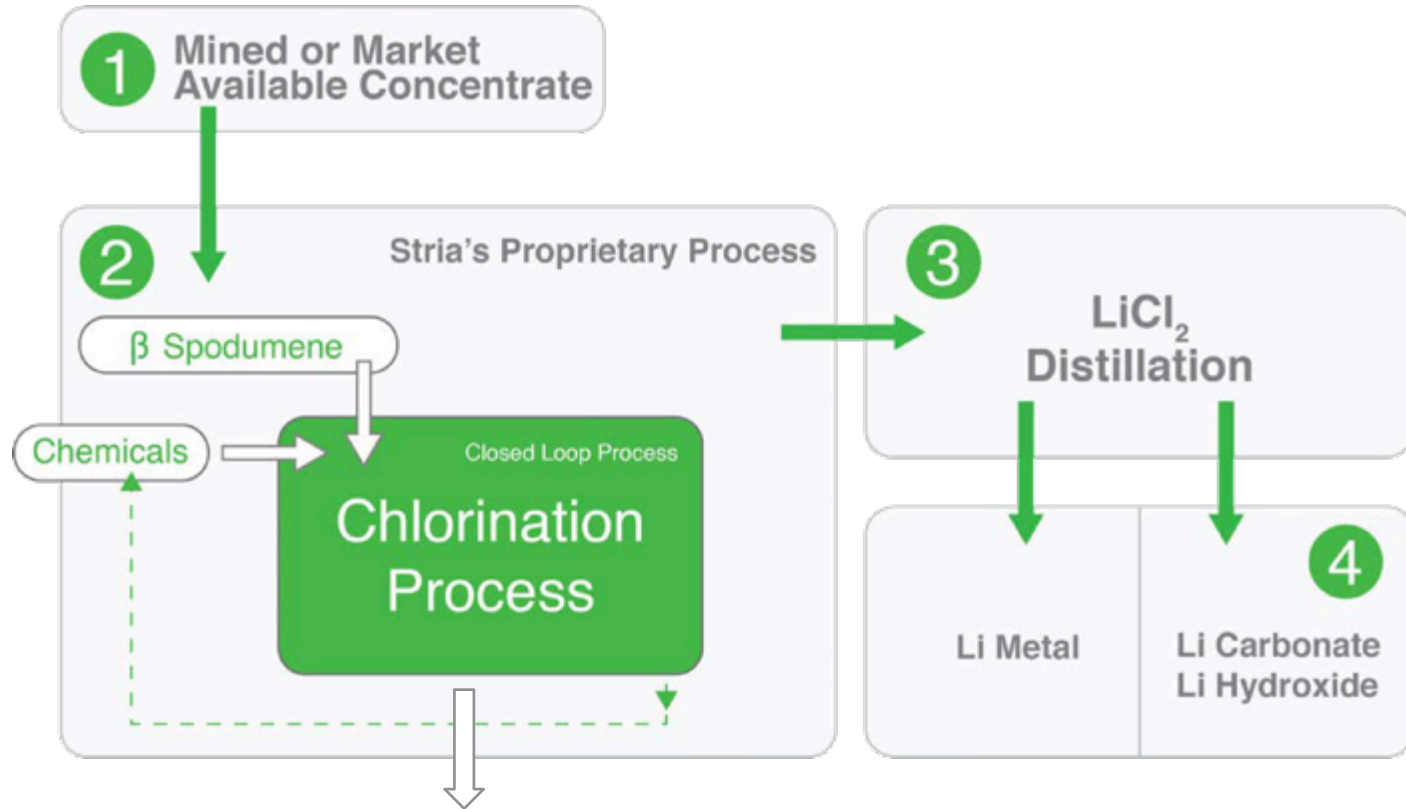 1
Mined or Market
Available Concentrate
2
Stria's Proprietary Process
β Spodumene
Chemicals
Closed Loop Process
Chlorination
Process
3
LiCl₂
Distillation
4
Li Metal
Li Carbonate
Li Hydroxide